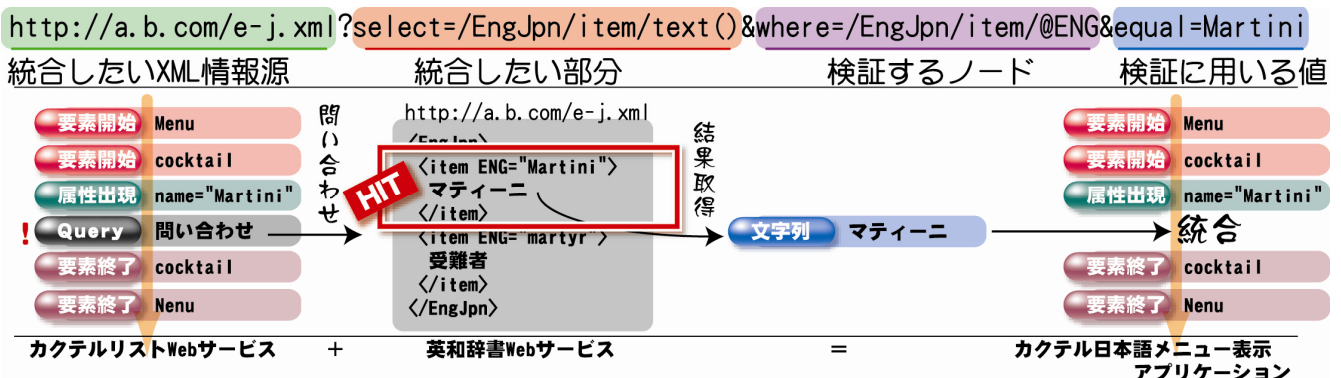 http://a.b.com/e-j.xml?select=/EngJpn/item/text()&where=/EngJpn/item/@ENG&equal=Martini
統合したいXML情報源
統合したい部分
検証するノード
検証に用いる値
要素開始 Menu
要素開始 cocktail
属性出現 name="Martini"
! Query 問い合わせ
要素終了 cocktail
要素終了 Nenu
問い合わせ
http://a.b.com/e-j.xml
<EngJpn>
<item ENG="Martini">
マティーニ
</item>
HIT
<item ENG="martyr">
受難者
</item>
</EngJpn>
結果取得
文字列 マティーニ
要素開始 Menu
要素開始 cocktail
属性出現 name="Martini"
統合
要素終了 cocktail
要素終了 Nenu
カクテルリストWebサービス + 英和辞書Webサービス = カクテル日本語メニュー表示
アプリケーション